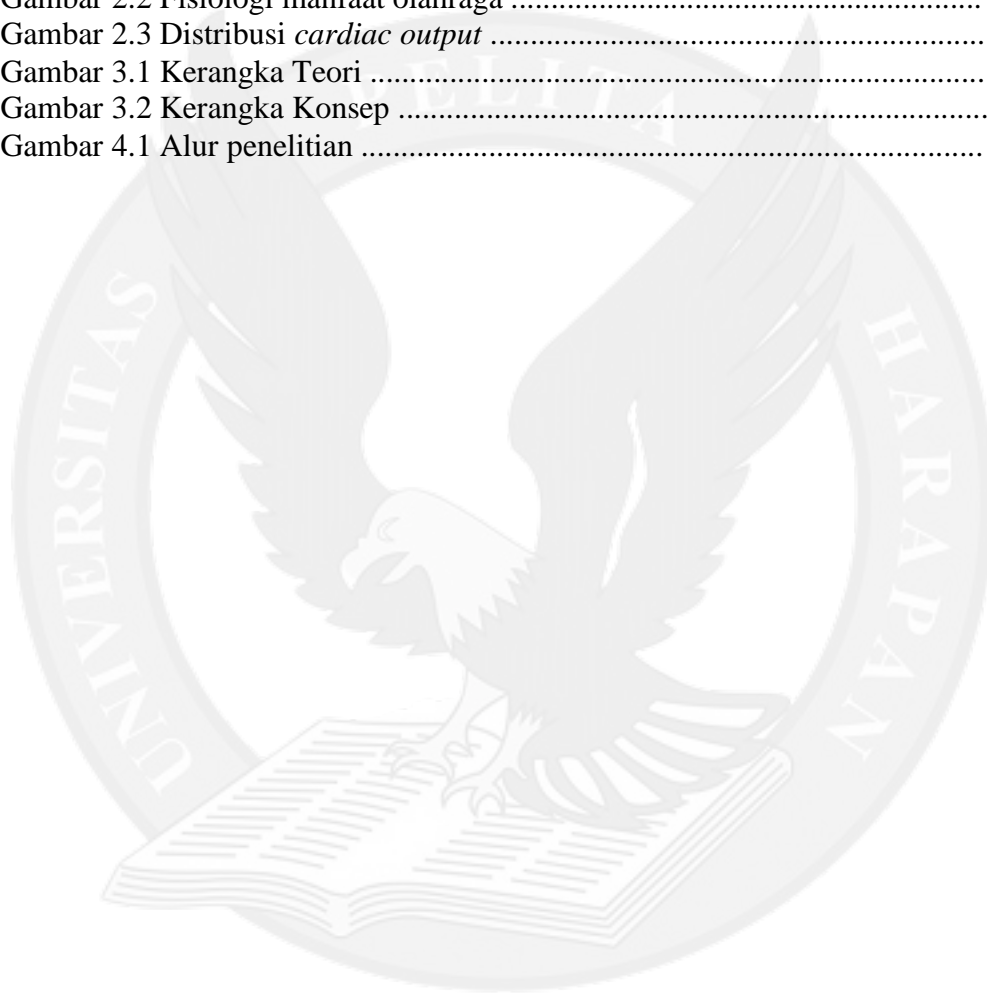 Gambar 2.2 Fisiologi manfaat olahraga ..........................................................
Gambar 2.3 Distribusi cardiac output .............................................................
Gambar 3.1 Kerangka Teori ............................................................................
Gambar 3.2 Kerangka Konsep .........................................................................
Gambar 4.1 Alur penelitian .............................................................................
UNIVERSITAS PELITA HARAPAN